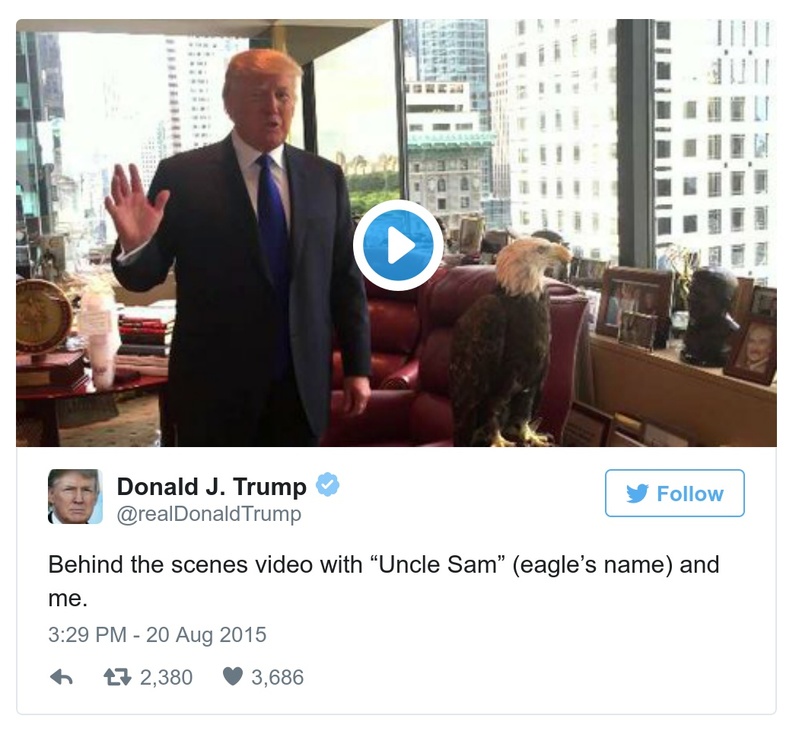 Donald J. Trump
@realDonaldTrump
Follow
Behind the scenes video with “Uncle Sam” (eagle’s name) and
me.
3:29 PM - 20 Aug 2015
2,380 3,686